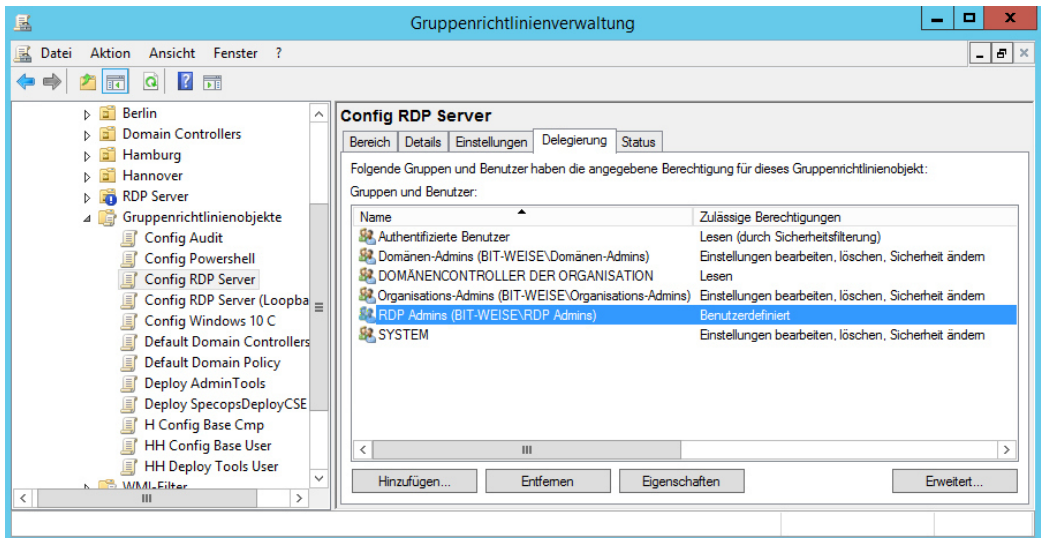 Gruppenrichtlinienverwaltung
Datei Aktion Ansicht Fenster ?
Berlin
Domain Controllers
Hamburg
Hannover
RDP Server
Gruppenrichtlinienobjekte
Config Audit
Config Powershell
Config RDP Server
Config RDP Server (Loopba
Config Windows 10 C
Default Domain Controllers
Default Domain Policy
Deploy AdminTools
Deploy SpecopsDeployCSE
H Config Base Cmp
HH Config Base User
HH Deploy Tools User
WMI-Filter
Config RDP Server
Bereich Details Einstellungen Delegierung Status
Folgende Gruppen und Benutzer haben die angegebene Berechtigung für dieses Gruppenrichtlinienobjekt:
Gruppen und Benutzer:
Name Zulässige Berechtigungen
Authentifizierte Benutzer Lesen (durch Sicherheitsfilterung)
Domänen-Admins (BIT-WEISE\Domänen-Admins) Einstellungen bearbeiten, löschen, Sicherheit ändern
DOMÄNENCONTROLLER DER ORGANISATION Lesen
Organisations-Admins (BIT-WEISE\Organisations-Admins) Einstellungen bearbeiten, löschen, Sicherheit ändern
RDP Admins (BIT-WEISE\RDP Admins) Benutzerdefiniert
SYSTEM Einstellungen bearbeiten, löschen, Sicherheit ändern
Hinzufügen... Entfernen Eigenschaften Erweitert...